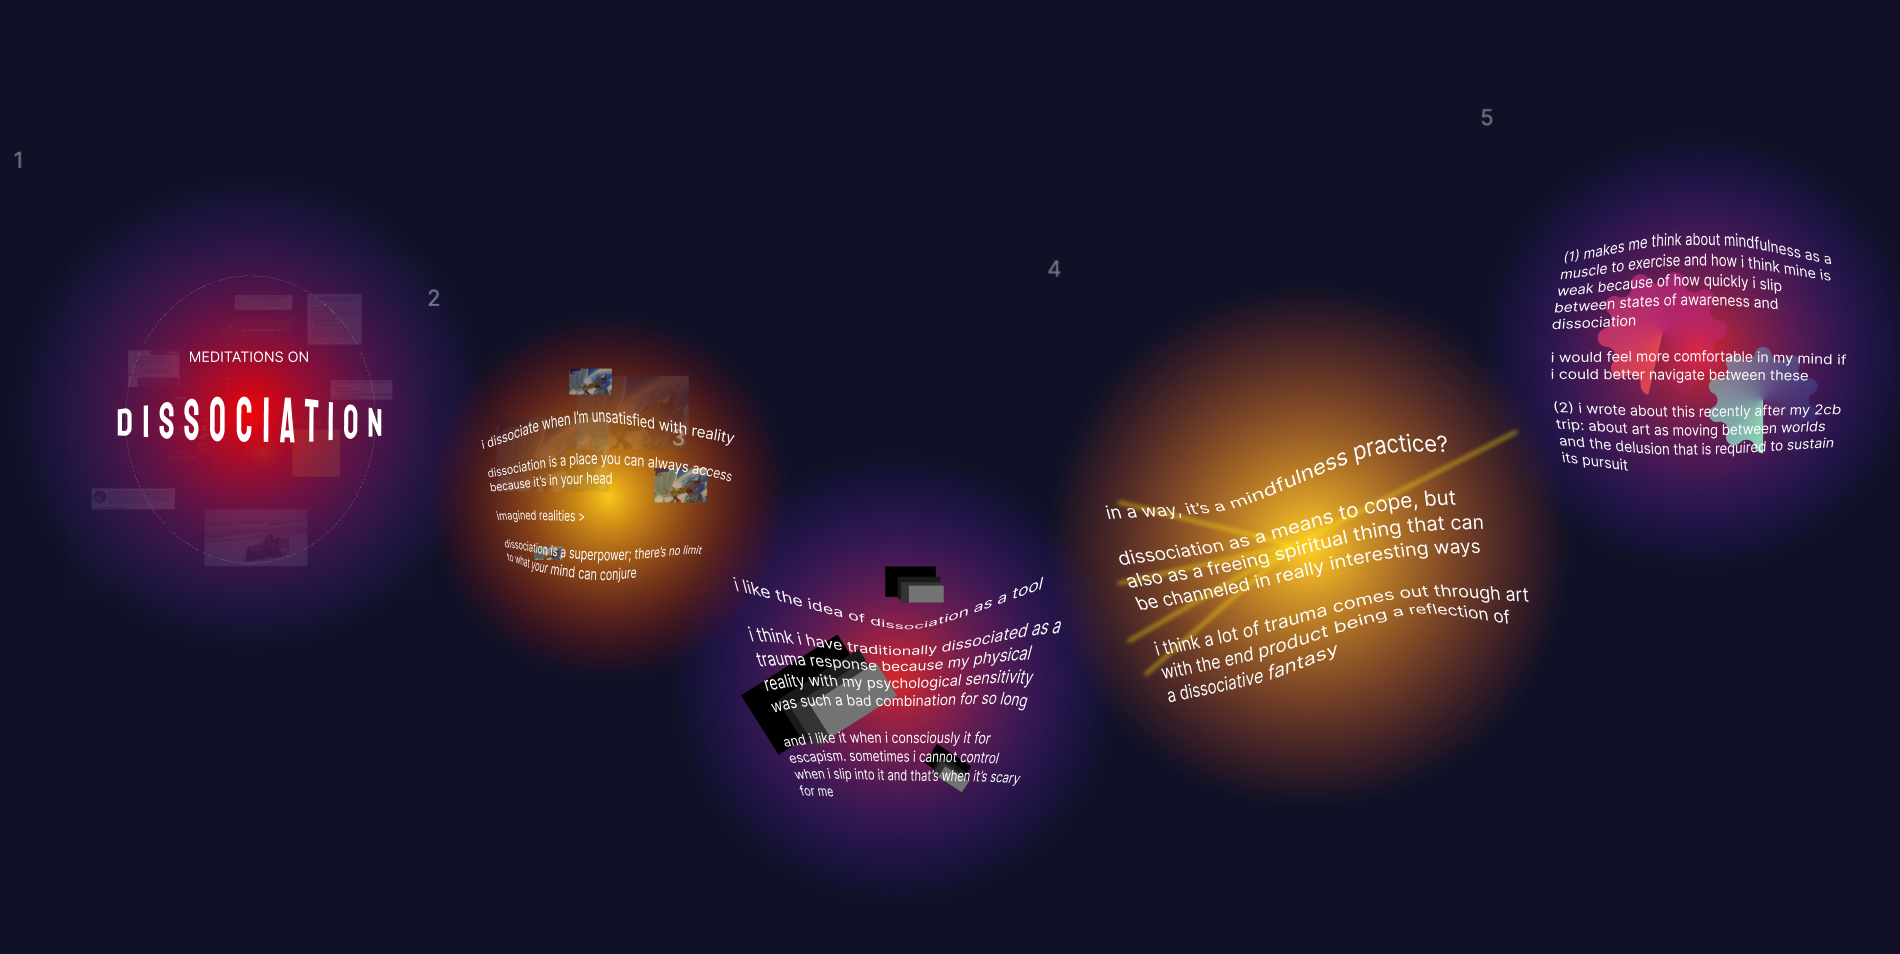 1
MEDITATIONS ON
DISSOCIATION
2
i dissociate when I'm unsatisfied with reality
3
dissociation is a place you can always access
because it's in your head
imagined realities >
dissociation is a superpower; there's no limit
to what your mind can conjure
i like the idea of dissociation as a tool
i think i have traditionally dissociated as a
trauma response because my physical
reality with my psychological sensitivity
was such a bad combination for so long
and i like it when i consciously it for
escapism. sometimes i cannot control
when i slip into it and that's when it's scary
for me
4
in a way, it's a mindfulness practice?
dissociation as a means to cope, but
also as a freeing spiritual thing that can
be channeled in really interesting ways
i think a lot of trauma comes out through art
with the end product being a reflection of
a dissociative fantasy
5
(1) makes me think about mindfulness as a
muscle to exercise and how i think mine is
weak because of how quickly i slip
between states of awareness and
dissociation
i would feel more comfortable in my mind if
i could better navigate between these
(2) i wrote about this recently after my 2cb
trip: about art as moving between worlds
and the delusion that is required to sustain
its pursuit